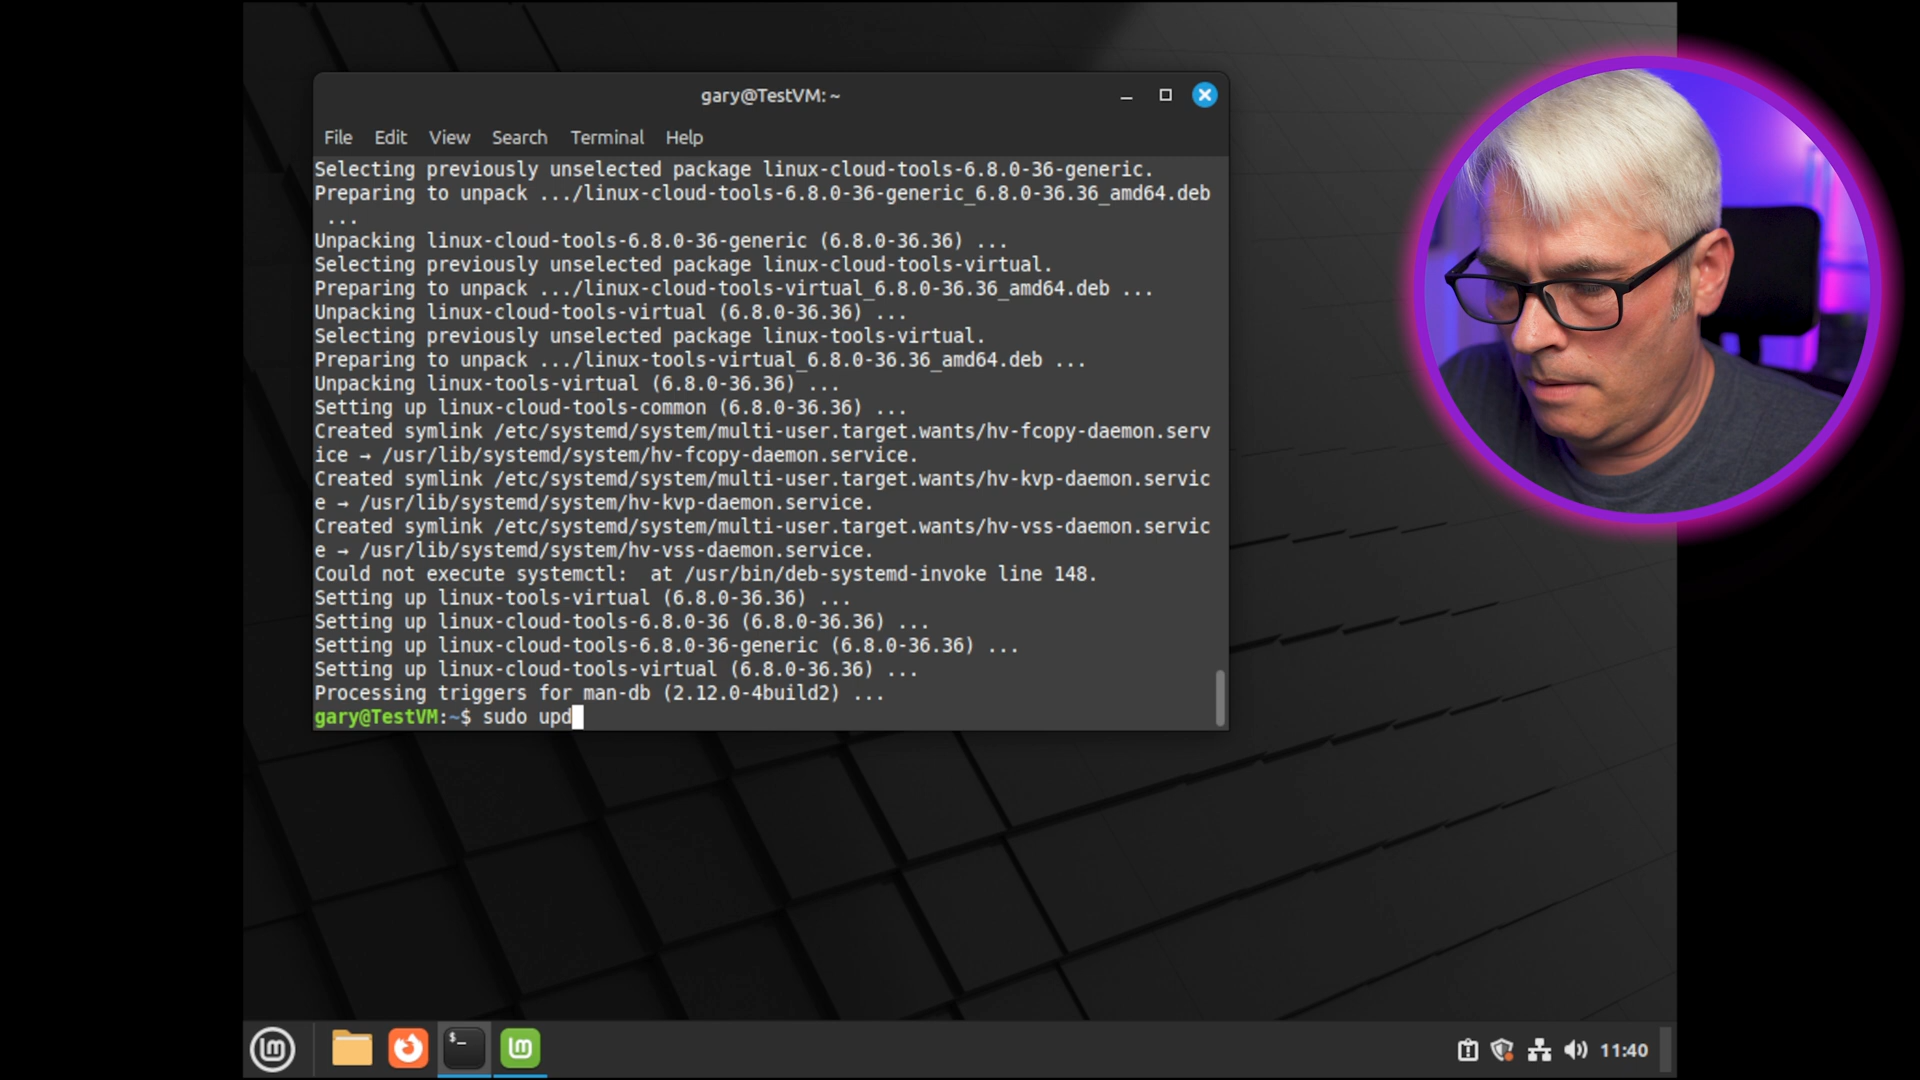 gary@TestVM: ~
File Edit View Search Terminal Help
Selecting previously unselected package linux-cloud-tools-6.8.0-36-generic.
Preparing to unpack .../linux-cloud-tools-6.8.0-36-generic_6.8.0-36.36_amd64.deb
...
Unpacking linux-cloud-tools-6.8.0-36-generic (6.8.0-36.36) ...
Selecting previously unselected package linux-cloud-tools-virtual.
Preparing to unpack .../linux-cloud-tools-virtual_6.8.0-36.36_amd64.deb ...
Unpacking linux-cloud-tools-virtual (6.8.0-36.36) ...
Selecting previously unselected package linux-tools-virtual.
Preparing to unpack .../linux-tools-virtual_6.8.0-36.36_amd64.deb ...
Unpacking linux-tools-virtual (6.8.0-36.36) ...
Setting up linux-cloud-tools-common (6.8.0-36.36) ...
Created symlink /etc/systemd/system/multi-user.target.wants/hv-fcopy-daemon.serv
ice → /usr/lib/systemd/system/hv-fcopy-daemon.service.
Created symlink /etc/systemd/system/multi-user.target.wants/hv-kvp-daemon.servic
e → /usr/lib/systemd/system/hv-kvp-daemon.service.
Created symlink /etc/systemd/system/multi-user.target.wants/hv-vss-daemon.servic
e → /usr/lib/systemd/system/hv-vss-daemon.service.
Could not execute systemctl:  at /usr/bin/deb-systemd-invoke line 148.
Setting up linux-tools-virtual (6.8.0-36.36) ...
Setting up linux-cloud-tools-6.8.0-36 (6.8.0-36.36) ...
Setting up linux-cloud-tools-6.8.0-36-generic (6.8.0-36.36) ...
Setting up linux-cloud-tools-virtual (6.8.0-36.36) ...
Processing triggers for man-db (2.12.0-4build2) ...
gary@TestVM:~$ sudo upd
$_
11:40